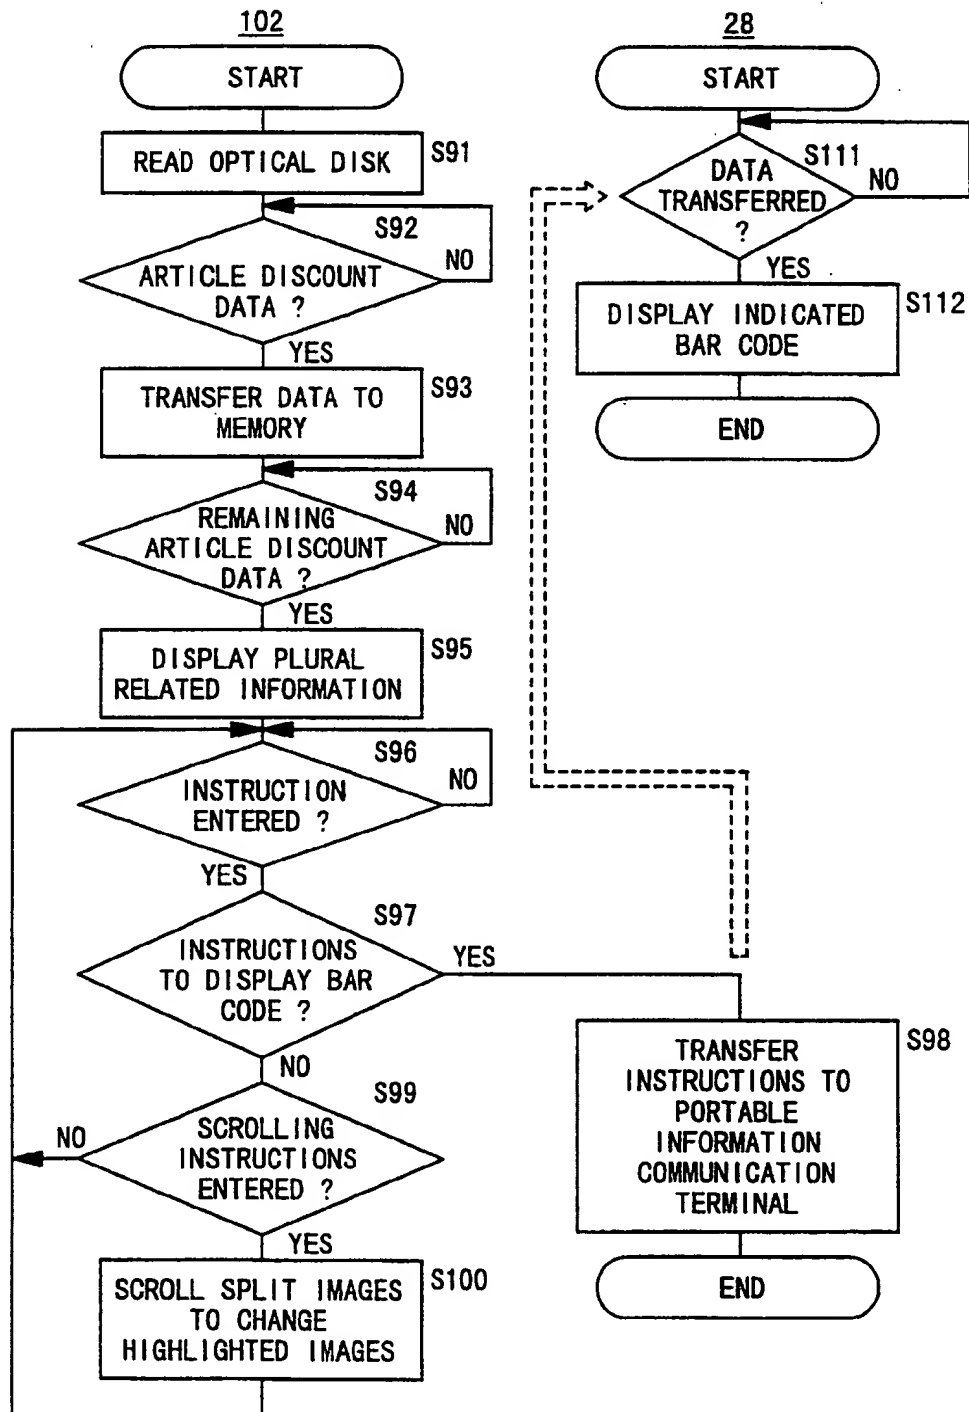 102
START
READ OPTICAL DISK
S91
S92
ARTICLE DISCOUNT
DATA ?
NO
YES
TRANSFER DATA TO
MEMORY
S93
S94
REMAINING
ARTICLE DISCOUNT
DATA ?
NO
YES
DISPLAY PLURAL
RELATED INFORMATION
S95
S96
INSTRUCTION
ENTERED ?
NO
YES
S97
INSTRUCTIONS
TO DISPLAY BAR
CODE ?
YES
NO
S99
SCROLLING
INSTRUCTIONS
ENTERED ?
NO
YES
SCROLL SPLIT IMAGES
TO CHANGE
HIGHLIGHTED IMAGES
S100
28
START
S111
DATA
TRANSFERRED
?
NO
YES
DISPLAY INDICATED
BAR CODE
S112
END
TRANSFER
INSTRUCTIONS TO
PORTABLE
INFORMATION
COMMUNICATION
TERMINAL
S98
END